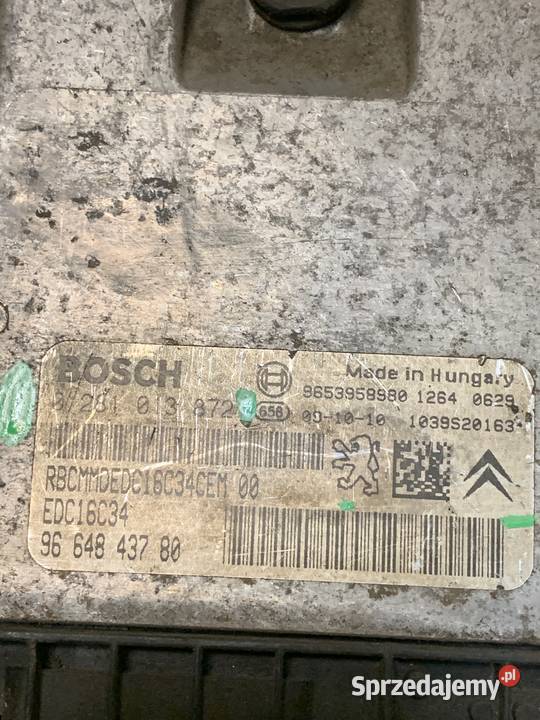 BOSCH
Made in Hungary
9653958980 1264 0629
0 281 013 872
658
09-10-10
1039S20163
RBCMMDEDC16C34CEM 00
EDC16C34
96 648 437 80
Sprzedajemy.pl